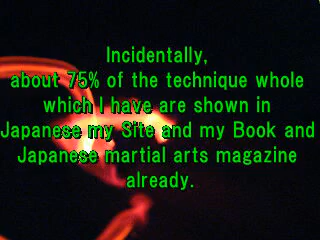 Incidentally,
about 75% of the technique whole
which I have are shown in
Japanese my Site and my Book and
Japanese martial arts magazine
already.